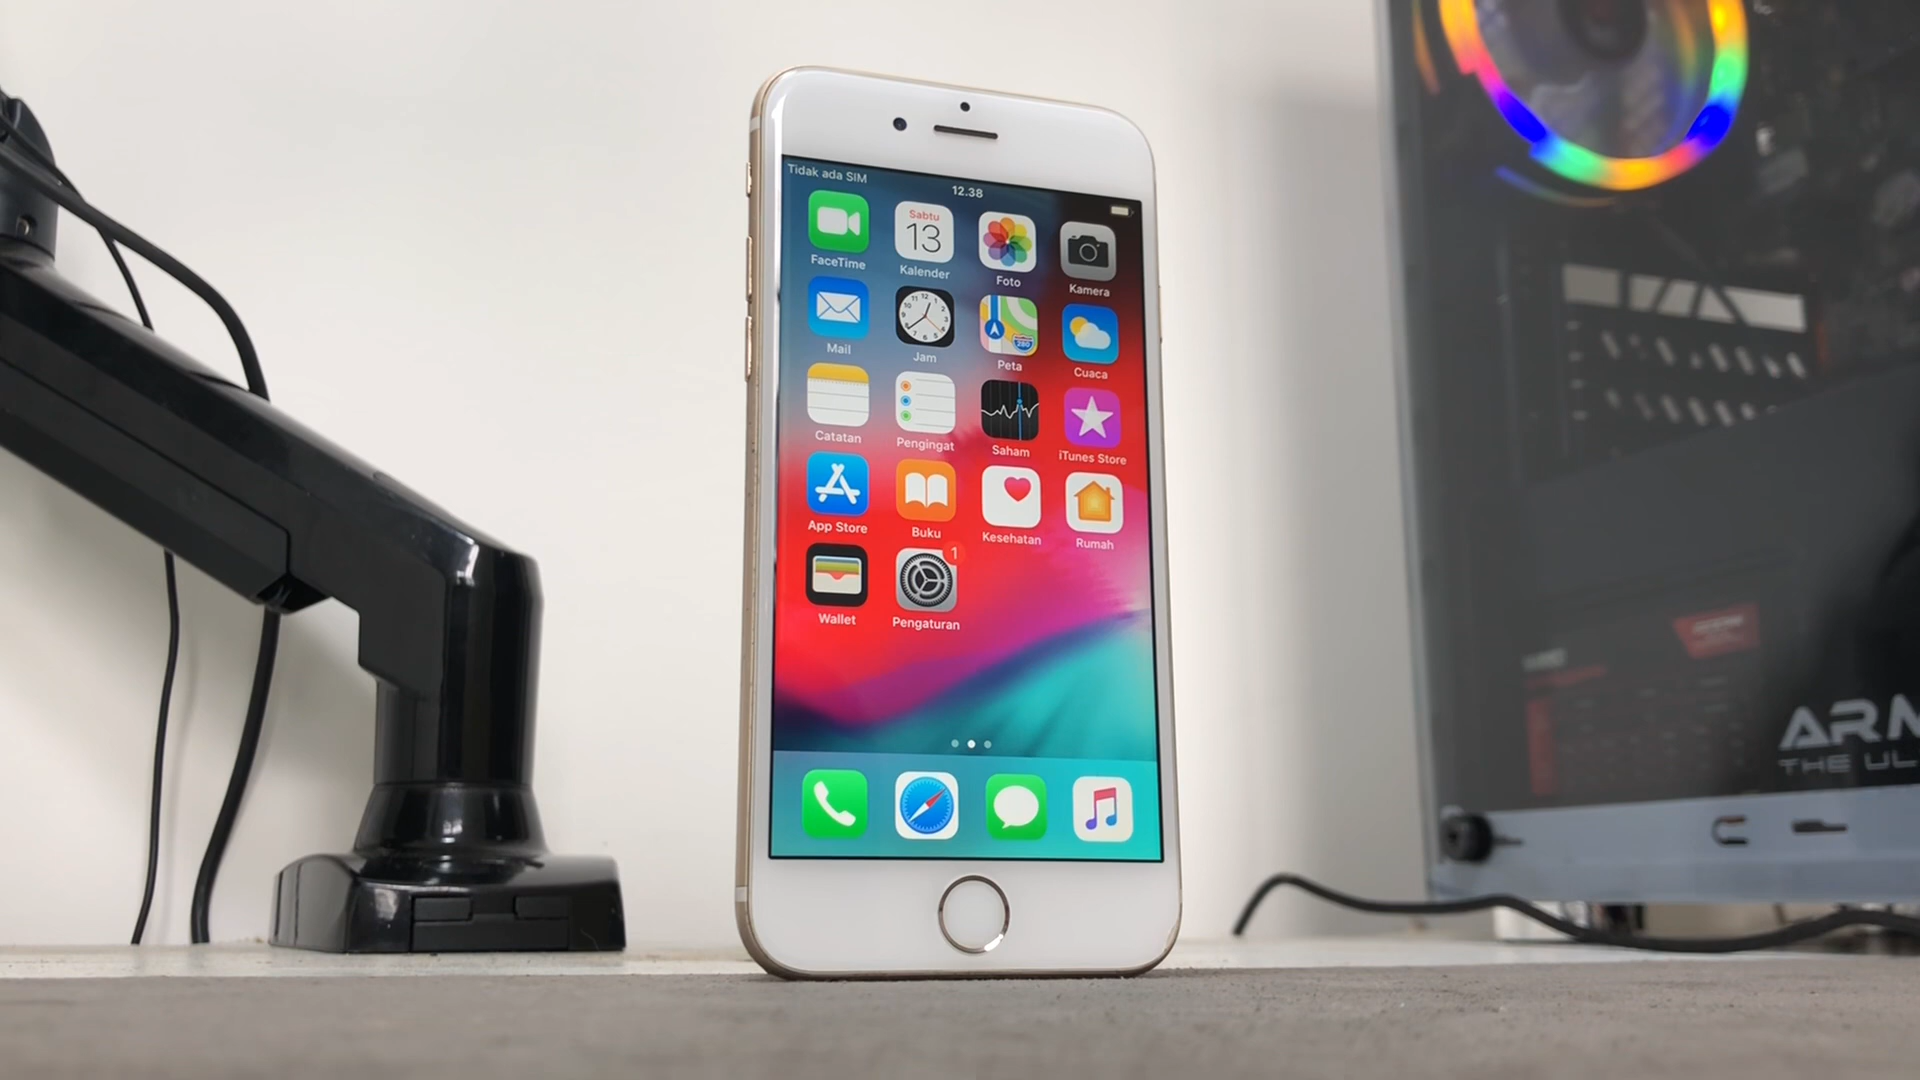 Tidak ada SIM
12.38
FaceTime
Sabtu
13
Kalender
Foto
Kamera
Mail
Jam
280
Peta
Cuaca
Catatan
Pengingat
Saham
iTunes Store
App Store
Buku
Kesehatan
Rumah
Wallet
1
Pengaturan
ARM
THE UL